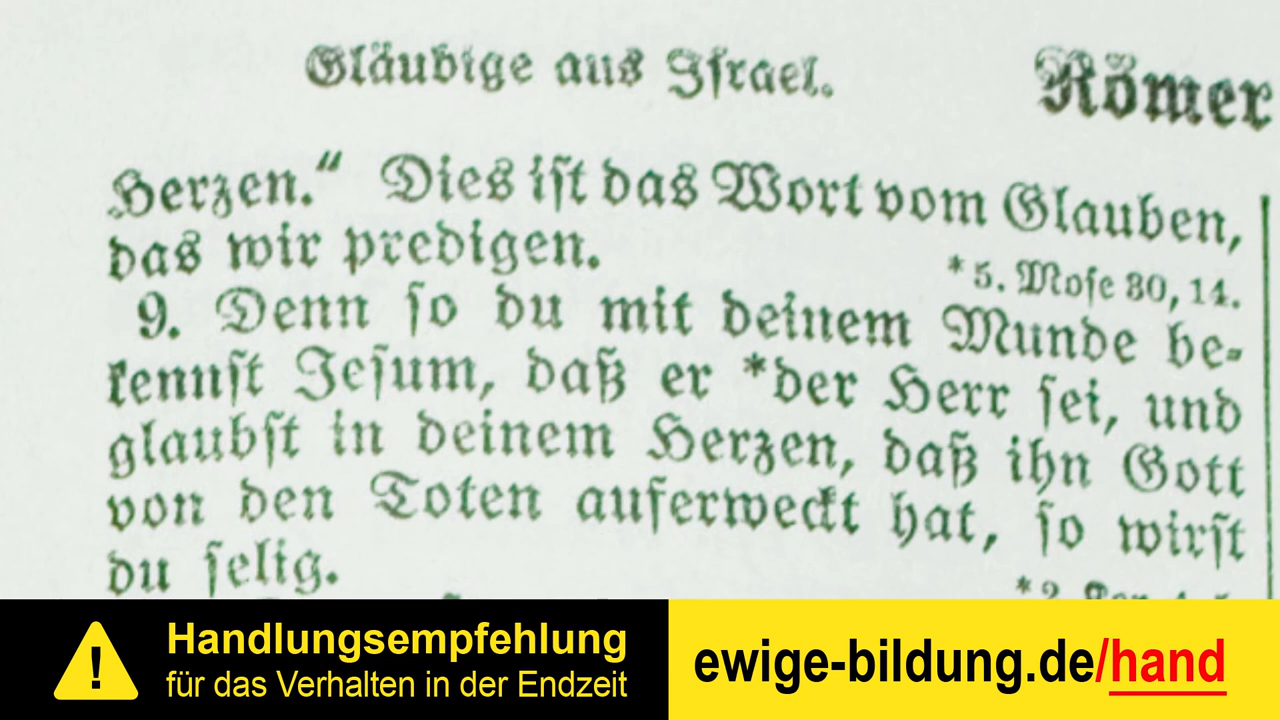 Gläubige aus Israel.
Römer
Herzen.“ Dies ist das Wort vom Glauben,
das wir predigen.
*5. Mose 30, 14.
9. Denn so du mit deinem Munde be-
kennst Jesum, daß er *der Herr sei, und
glaubst in deinem Herzen, daß ihn Gott
von den Toten auferweckt hat, so wirst
du selig.
Handlungsempfehlung
für das Verhalten in der Endzeit
ewige-bildung.de/hand